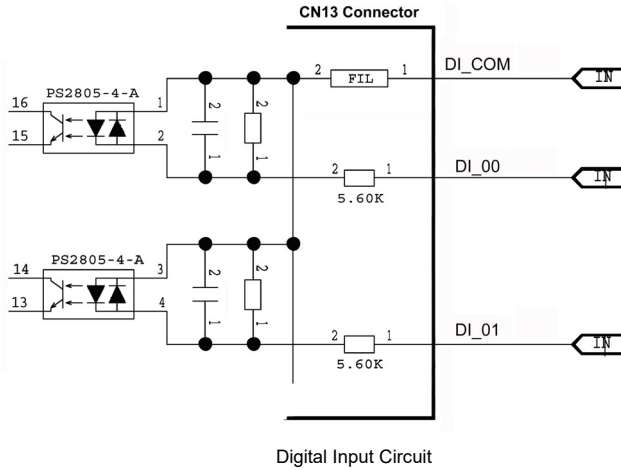 CN13 Connector
2 FIL 1 DI_COM IN
PS2805-4-A
16 1 2 2
15 2 1 1
2 1 DI_00 IN
5.60K
PS2805-4-A
14 3 2 2
13 4 1 1
2 1 DI_01 IN
5.60K
Digital Input Circuit